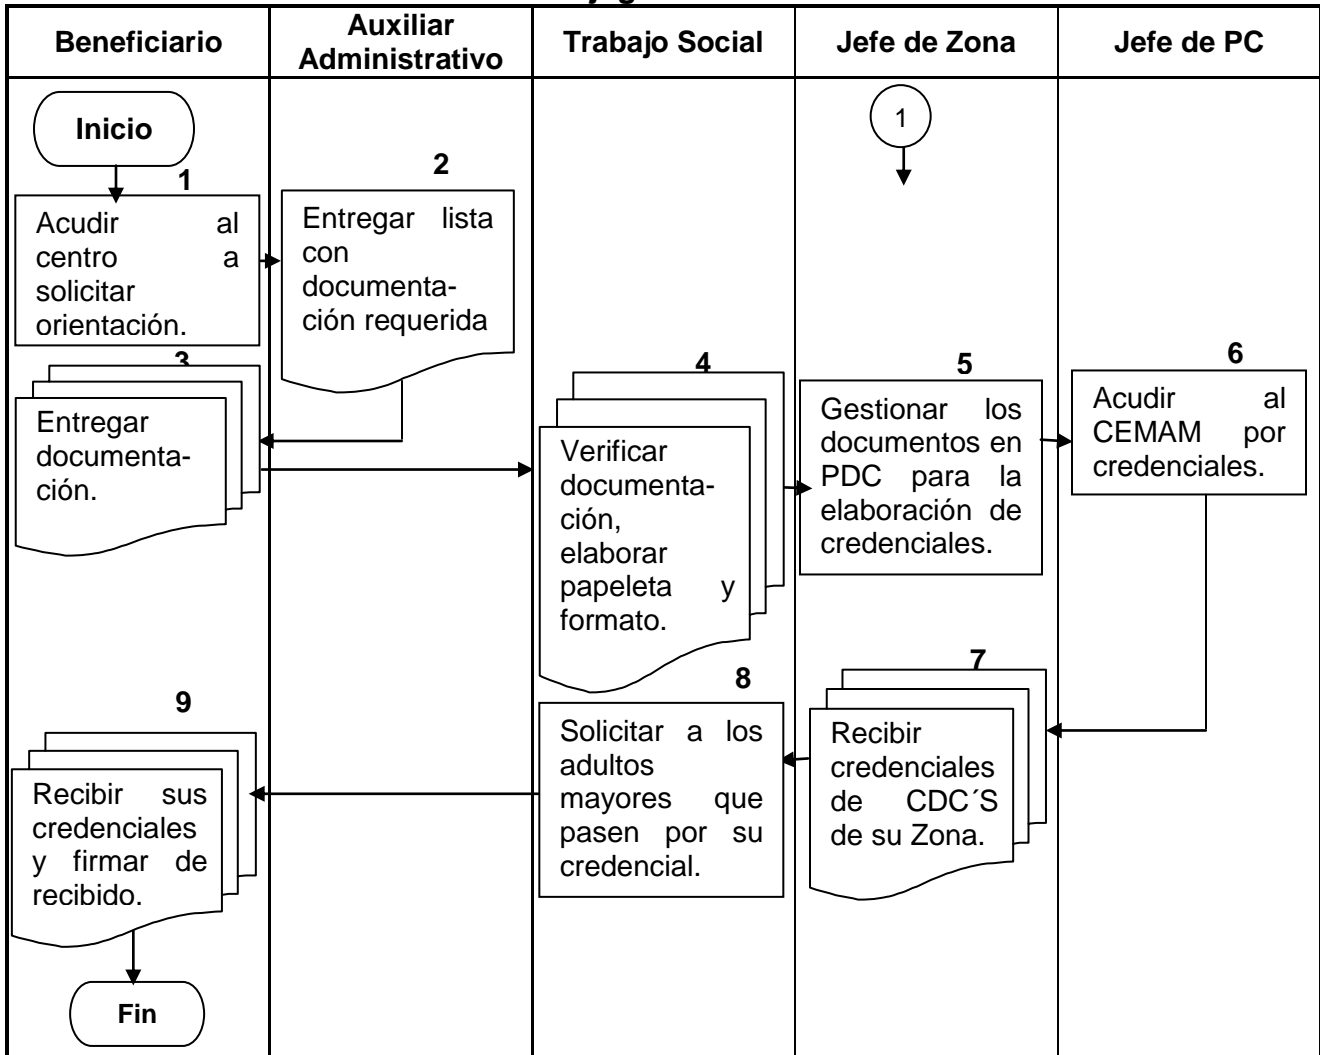 Beneficiario
Auxiliar
Administrativo
Trabajo Social
Jefe de Zona
Jefe de PC
Inicio
1
1
Acudir al
centro a
solicitar
orientación.
2
Entregar lista
con
documenta-
ción requerida
3
Entregar
documenta-
ción.
4
Verificar
documenta-
ción,
elaborar
papeleta y
formato.
5
Gestionar los
documentos en
PDC para la
elaboración de
credenciales.
6
Acudir al
CEMAM por
credenciales.
7
Recibir
credenciales
de CDC´S
de su Zona.
8
Solicitar a los
adultos
mayores que
pasen por su
credencial.
9
Recibir sus
credenciales
y firmar de
recibido.
Fin